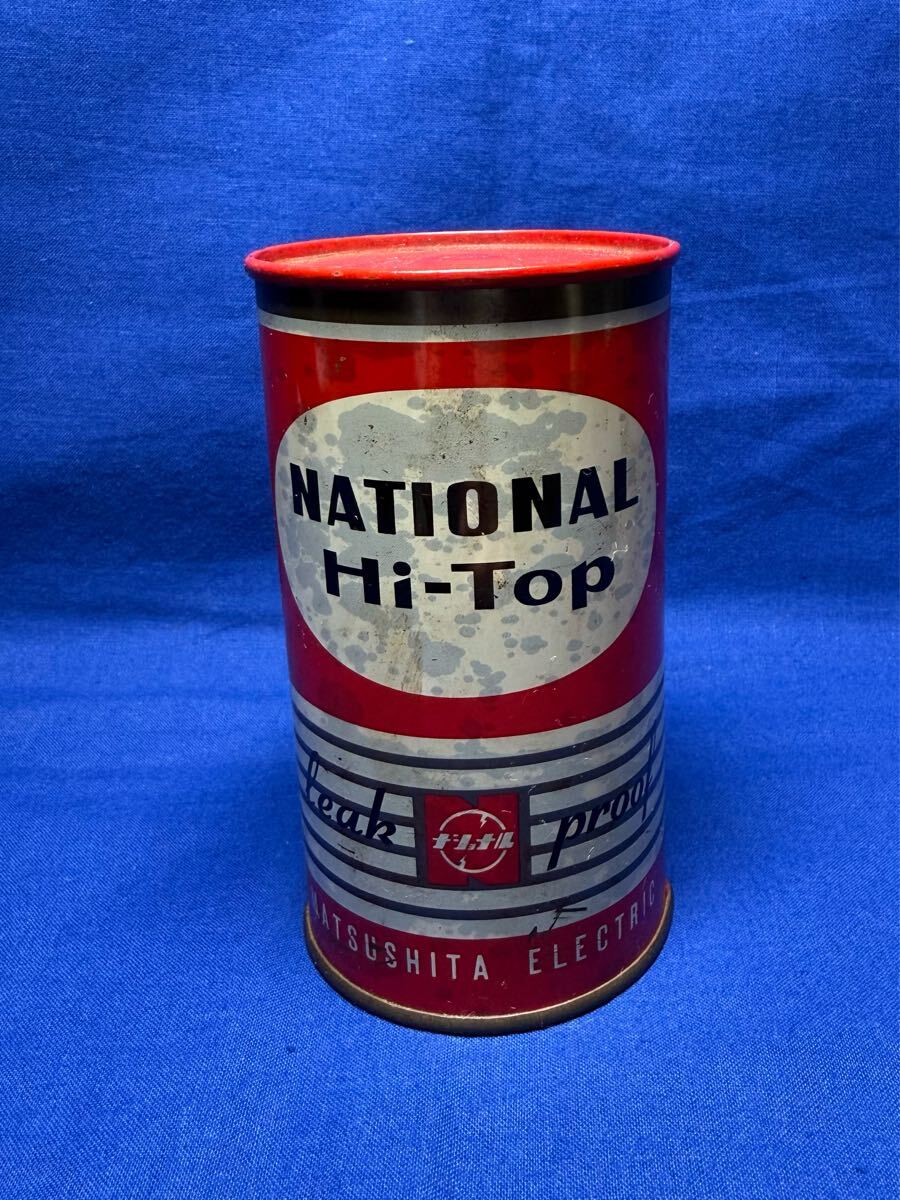 NATIONAL
Hi-Top
leak proof
ナショナル
MATSUSHITA ELECTRIC